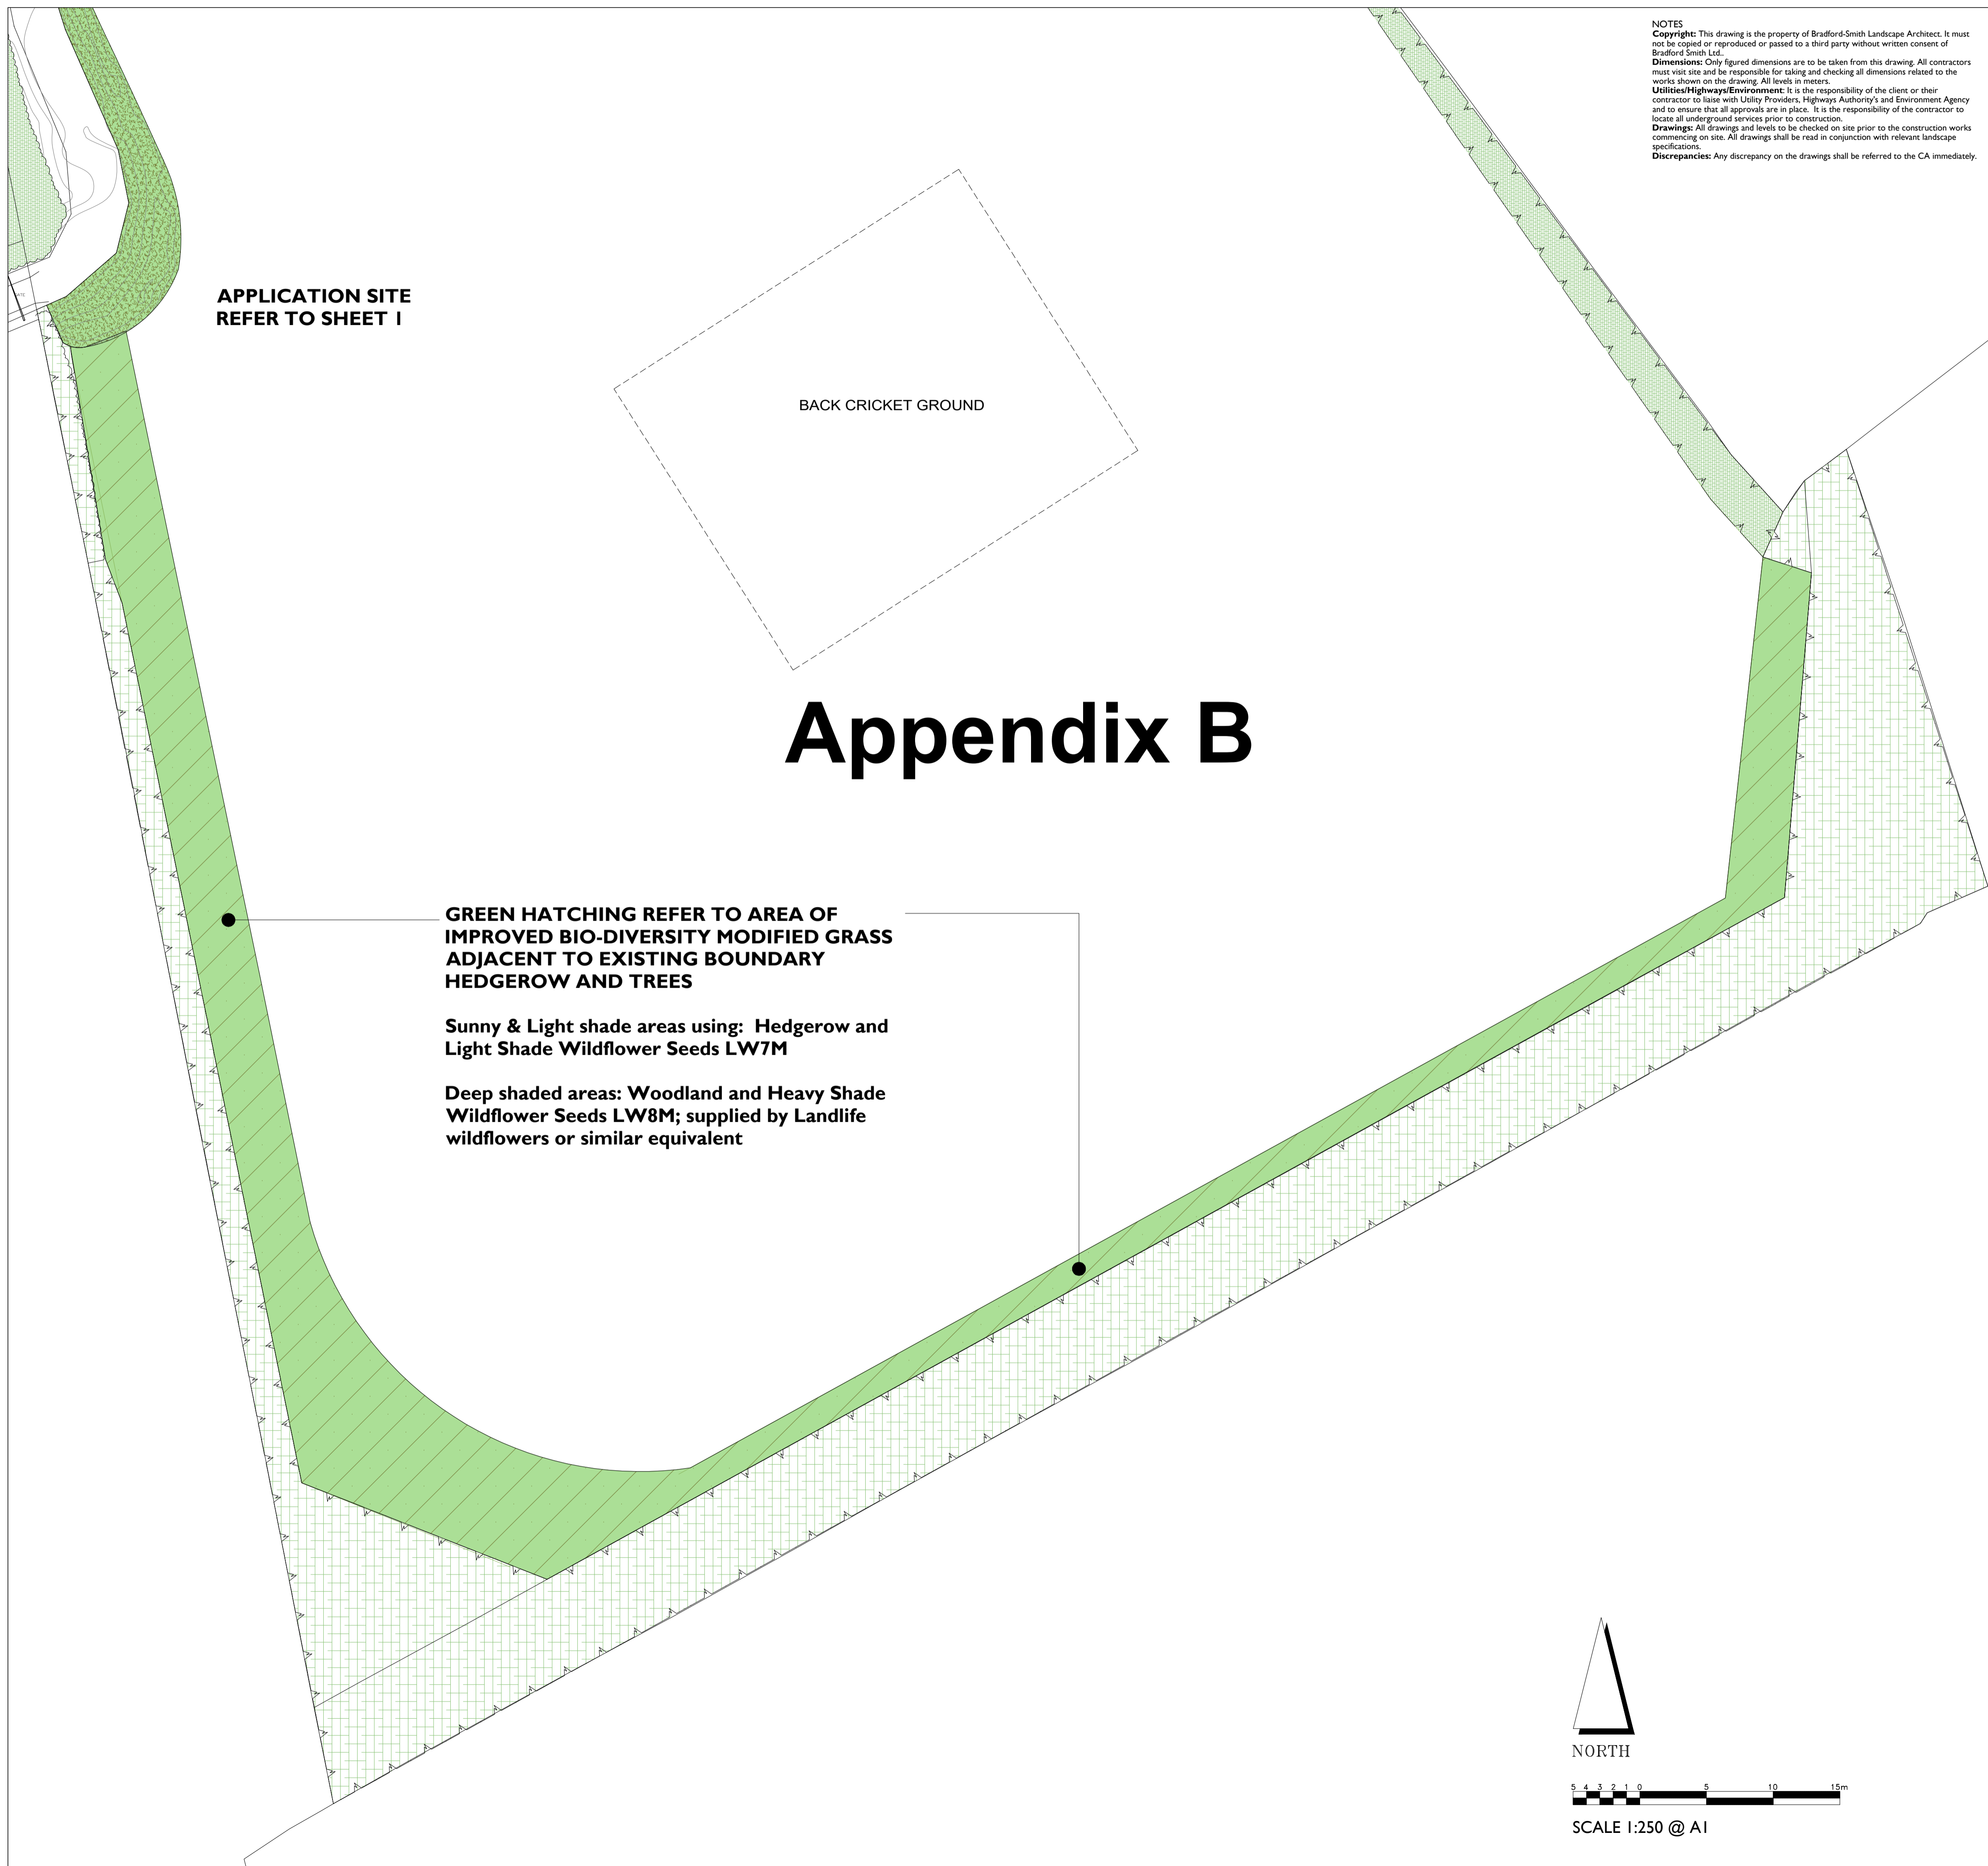 NOTES
Copyright: This drawing is the property of Bradford-Smith Landscape Architect. It must
not be copied or reproduced or passed to a third party without written consent of
Bradford Smith Ltd..
Dimensions: Only figured dimensions are to be taken from this drawing. All contractors
must visit site and be responsible for taking and checking all dimensions related to the
works shown on the drawing. All levels in meters.
Utilities/Highways/Environment: It is the responsibility of the client or their
contractor to liaise with Utility Providers, Highways Authority's and Environment Agency
and to ensure that all approvals are in place. It is the responsibility of the contractor to
locate all underground services prior to construction.
Drawings: All drawings and levels to be checked on site prior to the construction works
commencing on site. All drawings shall be read in conjunction with relevant landscape
specifications.
Discrepancies: Any discrepancy on the drawings shall be referred to the CA immediately.
APPLICATION SITE
REFER TO SHEET 1
BACK CRICKET GROUND
Appendix B
GREEN HATCHING REFER TO AREA OF
IMPROVED BIO-DIVERSITY MODIFIED GRASS
ADJACENT TO EXISTING BOUNDARY
HEDGEROW AND TREES
Sunny & Light shade areas using: Hedgerow and
Light Shade Wildflower Seeds LW7M
Deep shaded areas: Woodland and Heavy Shade
Wildflower Seeds LW8M; supplied by Landlife
wildflowers or similar equivalent
NORTH
5 4 3 2 1 0 5 10 15m
SCALE 1:250 @ A1